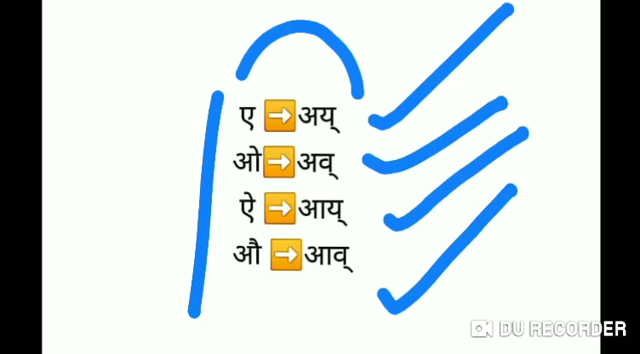 ए ➡️ अय्
ओ ➡️ अव्
ऐ ➡️ आय्
औ ➡️ आव्
DU RECORDER